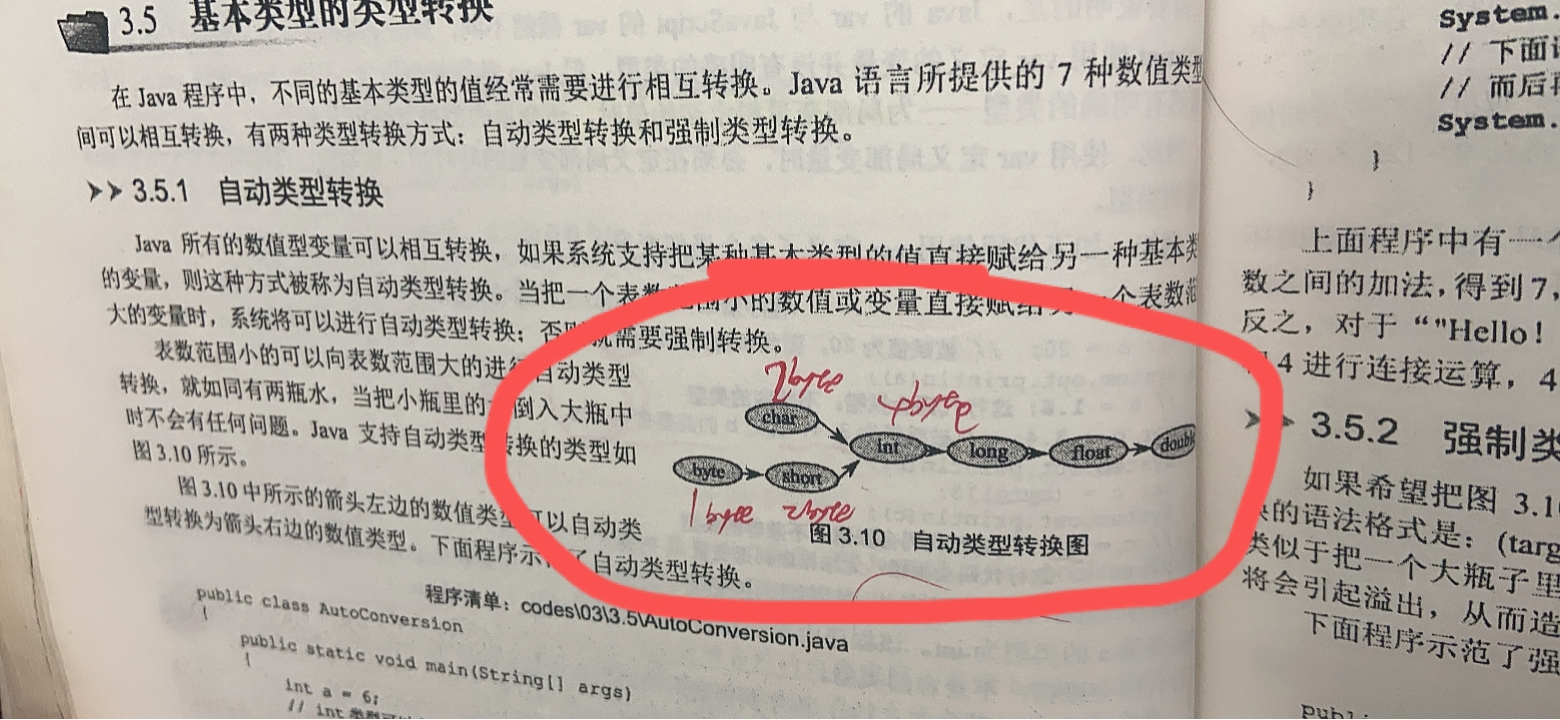 3.5 基本类型的类型转换
在 Java 程序中，不同的基本类型的值经常需要进行相互转换。Java 语言所提供的 7 种数值类型
间可以相互转换，有两种类型转换方式：自动类型转换和强制类型转换。
3.5.1 自动类型转换
Java 所有的数值型变量可以相互转换，如果系统支持把某种基本类型的值直接赋给另一种基本类
的变量，则这种方式被称为自动类型转换。当把一个表数范围小的数值或变量直接赋给另一个表数范
大的变量时，系统将可以进行自动类型转换；否则就需要强制转换。
表数范围小的可以向表数范围大的进行自动类型
转换，就如同有两瓶水，当把小瓶里的 倒入大瓶中
时不会有任何问题。Java 支持自动类型转换的类型如
图 3.10 所示。
图 3.10 中所示的箭头左边的数值类型可以自动类
型转换为箭头右边的数值类型。下面程序示 了自动类型转换。
2byte
4byte
char
int
long
float
double
byte
short
1byte
2byte
图 3.10 自动类型转换图
程序清单：codes\03\3.5\AutoConversion.java
public class AutoConversion
{
public static void main(String[] args)
{
int a = 6;
// int 类型可以
System.
// 下面
// 而后
System.
}
}
上面程序中有一个
数之间的加法，得到 7，
反之，对于 “"Hello!
4 进行连接运算，4
3.5.2 强制类
如果希望把图 3.10
的语法格式是：(targ
类似于把一个大瓶子里
将会引起溢出，从而造
下面程序示范了强
publi